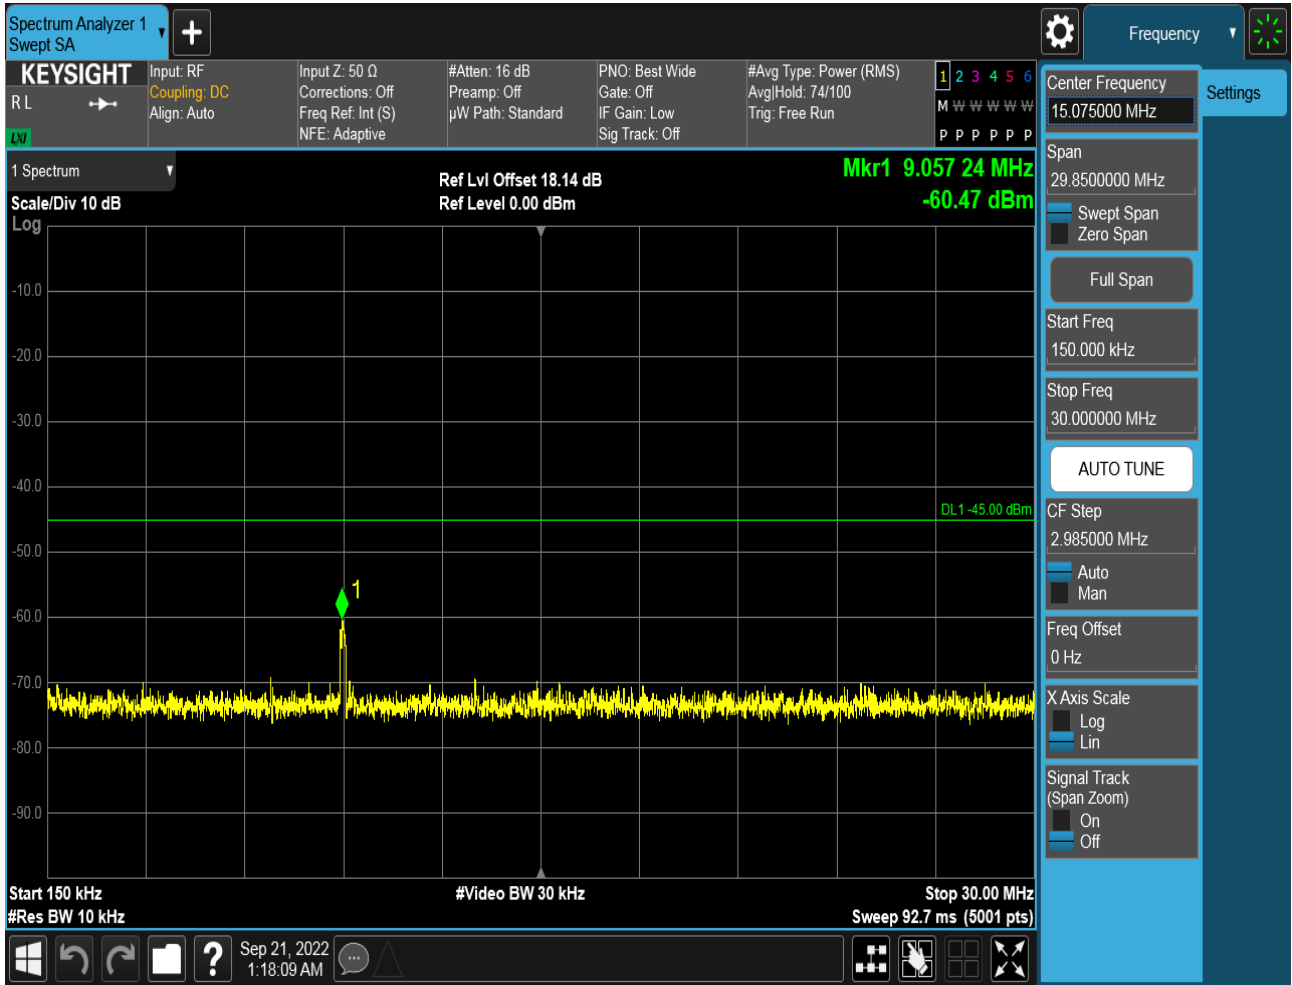 Spectrum Analyzer 1
Swept SA
Frequency
KEYSIGHT
R L
LXI
Input: RF
Coupling: DC
Align: Auto
Input Z: 50 Ω
Corrections: Off
Freq Ref: Int (S)
NFE: Adaptive
#Atten: 16 dB
Preamp: Off
µW Path: Standard
PNO: Best Wide
Gate: Off
IF Gain: Low
Sig Track: Off
#Avg Type: Power (RMS)
Avg|Hold: 74/100
Trig: Free Run
1 2 3 4 5 6
M W W W W W
P P P P P P
1 Spectrum
Scale/Div 10 dB
Log
Ref Lvl Offset 18.14 dB
Ref Level 0.00 dBm
Mkr1 9.057 24 MHz
-60.47 dBm
-10.0
-20.0
-30.0
-40.0
DL1 -45.00 dBm
-50.0
1
-60.0
-70.0
-80.0
-90.0
Start 150 kHz
#Video BW 30 kHz
Stop 30.00 MHz
#Res BW 10 kHz
Sweep 92.7 ms (5001 pts)
?
Sep 21, 2022
1:18:09 AM
Center Frequency
15.075000 MHz
Settings
Span
29.8500000 MHz
Swept Span
Zero Span
Full Span
Start Freq
150.000 kHz
Stop Freq
30.000000 MHz
AUTO TUNE
CF Step
2.985000 MHz
Auto
Man
Freq Offset
0 Hz
X Axis Scale
Log
Lin
Signal Track
(Span Zoom)
On
Off